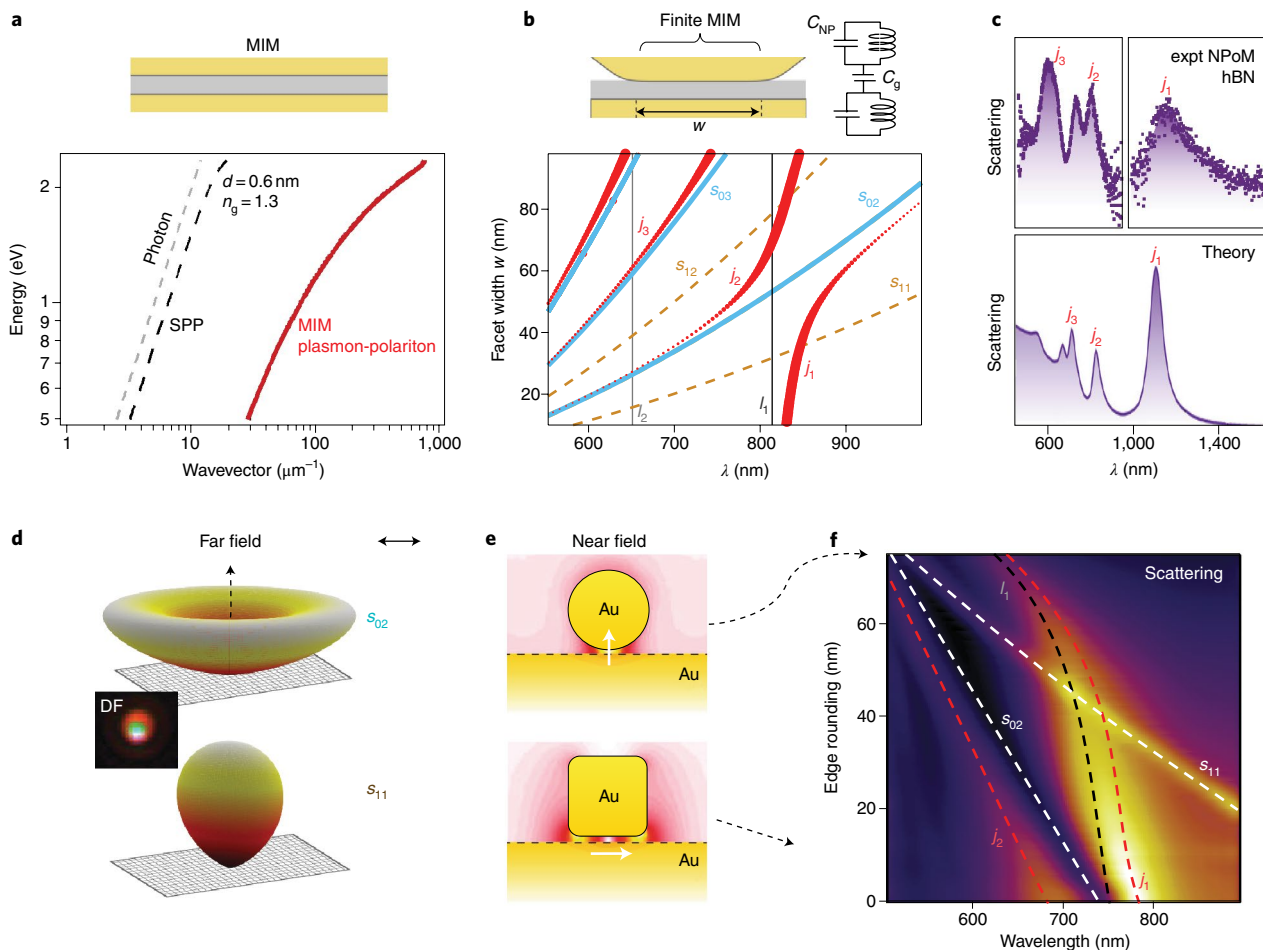 a
MIM
Energy (eV)
2
1
9
8
7
6
5
Photon
SPP
d = 0.6 nm
n_g = 1.3
MIM
plasmon-polariton
1
10
100
1,000
Wavevector (μm⁻¹)
b
Finite MIM
w
C_NP
C_g
Facet width w (nm)
80
60
40
20
j_3
s_03
s_12
j_2
s_02
s_11
j_1
l_2
l_1
600
700
800
900
λ (nm)
c
Scattering
j_3
j_2
expt NPoM
hBN
j_1
Scattering
Theory
j_3
j_2
j_1
600
1,000
1,400
λ (nm)
d
Far field
s_02
DF
s_11
e
Near field
Au
Au
Au
Au
f
Scattering
Edge rounding (nm)
60
40
20
0
l_1
s_02
s_11
j_2
j_1
600
700
800
Wavelength (nm)